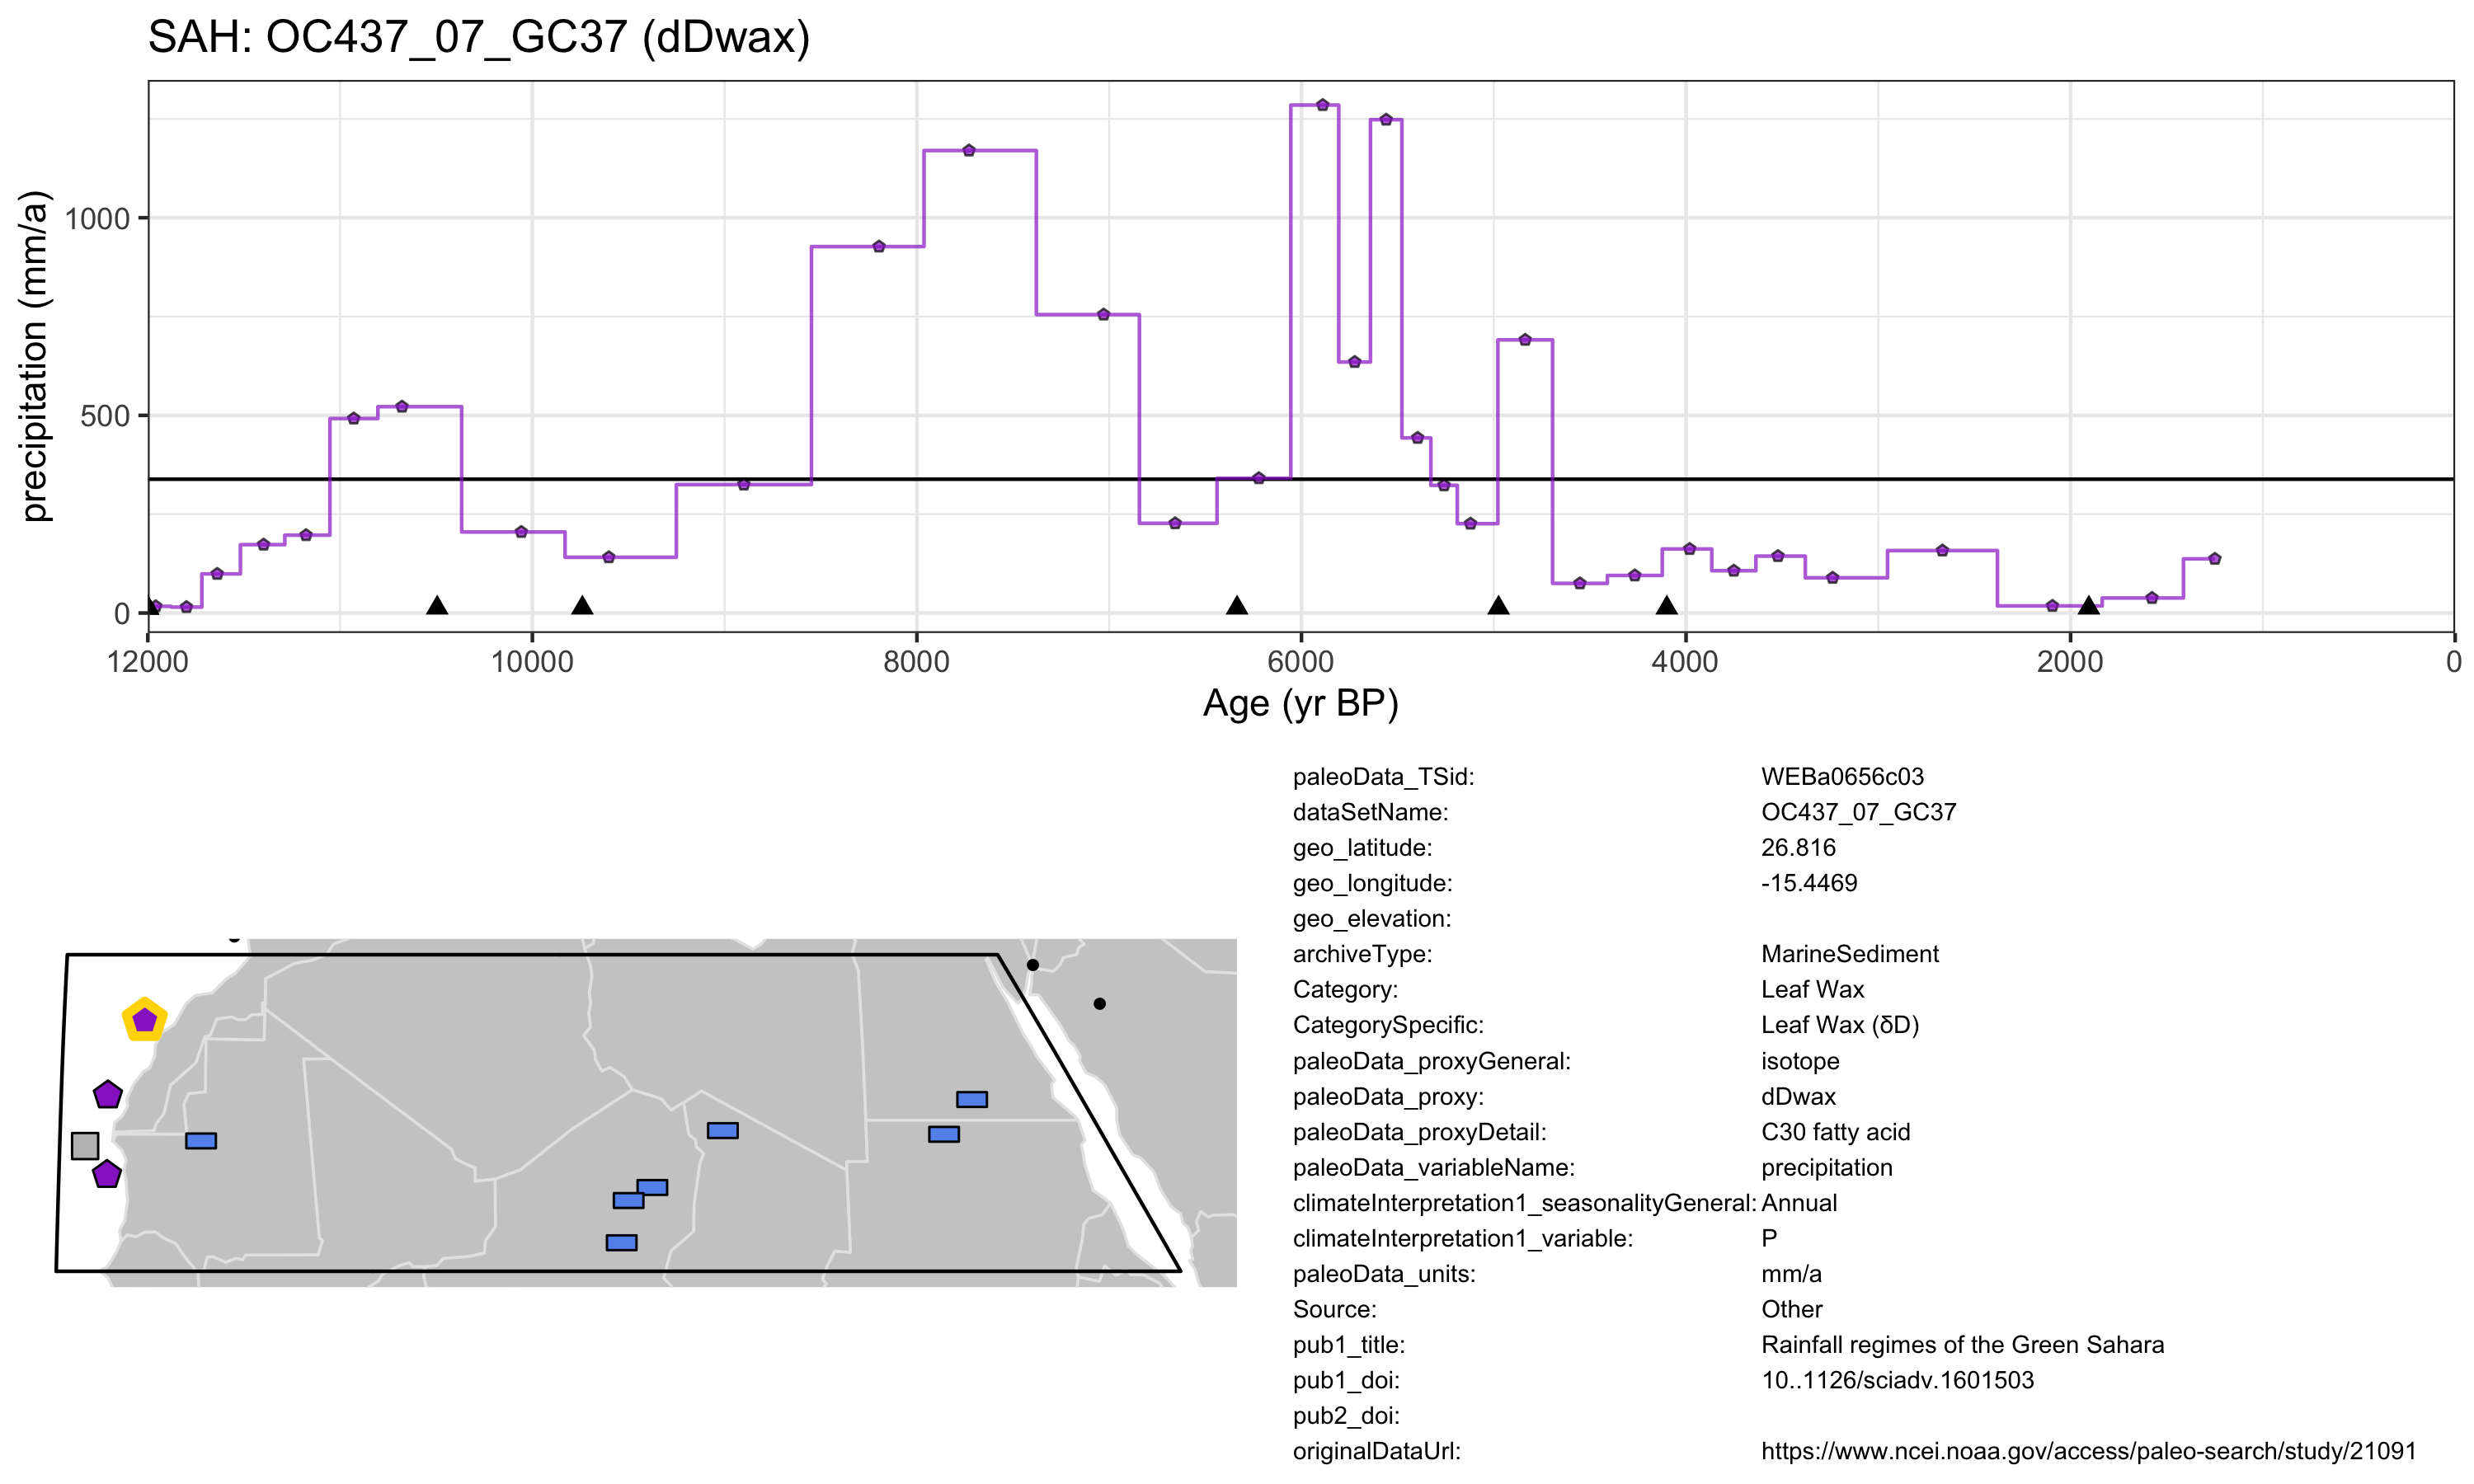 SAH: OC437_07_GC37 (dDwax)
precipitation (mm/a)
1000
500
0
12000 10000 8000 6000 4000 2000 0
Age (yr BP)
paleoData_TSid: WEBa0656c03
dataSetName: OC437_07_GC37
geo_latitude: 26.816
geo_longitude: -15.4469
geo_elevation:
archiveType: MarineSediment
Category: Leaf Wax
CategorySpecific: Leaf Wax (δD)
paleoData_proxyGeneral: isotope
paleoData_proxy: dDwax
paleoData_proxyDetail: C30 fatty acid
paleoData_variableName: precipitation
climateInterpretation1_seasonalityGeneral: Annual
climateInterpretation1_variable: P
paleoData_units: mm/a
Source: Other
pub1_title: Rainfall regimes of the Green Sahara
pub1_doi: 10..1126/sciadv.1601503
pub2_doi:
originalDataUrl: https://www.ncei.noaa.gov/access/paleo-search/study/21091